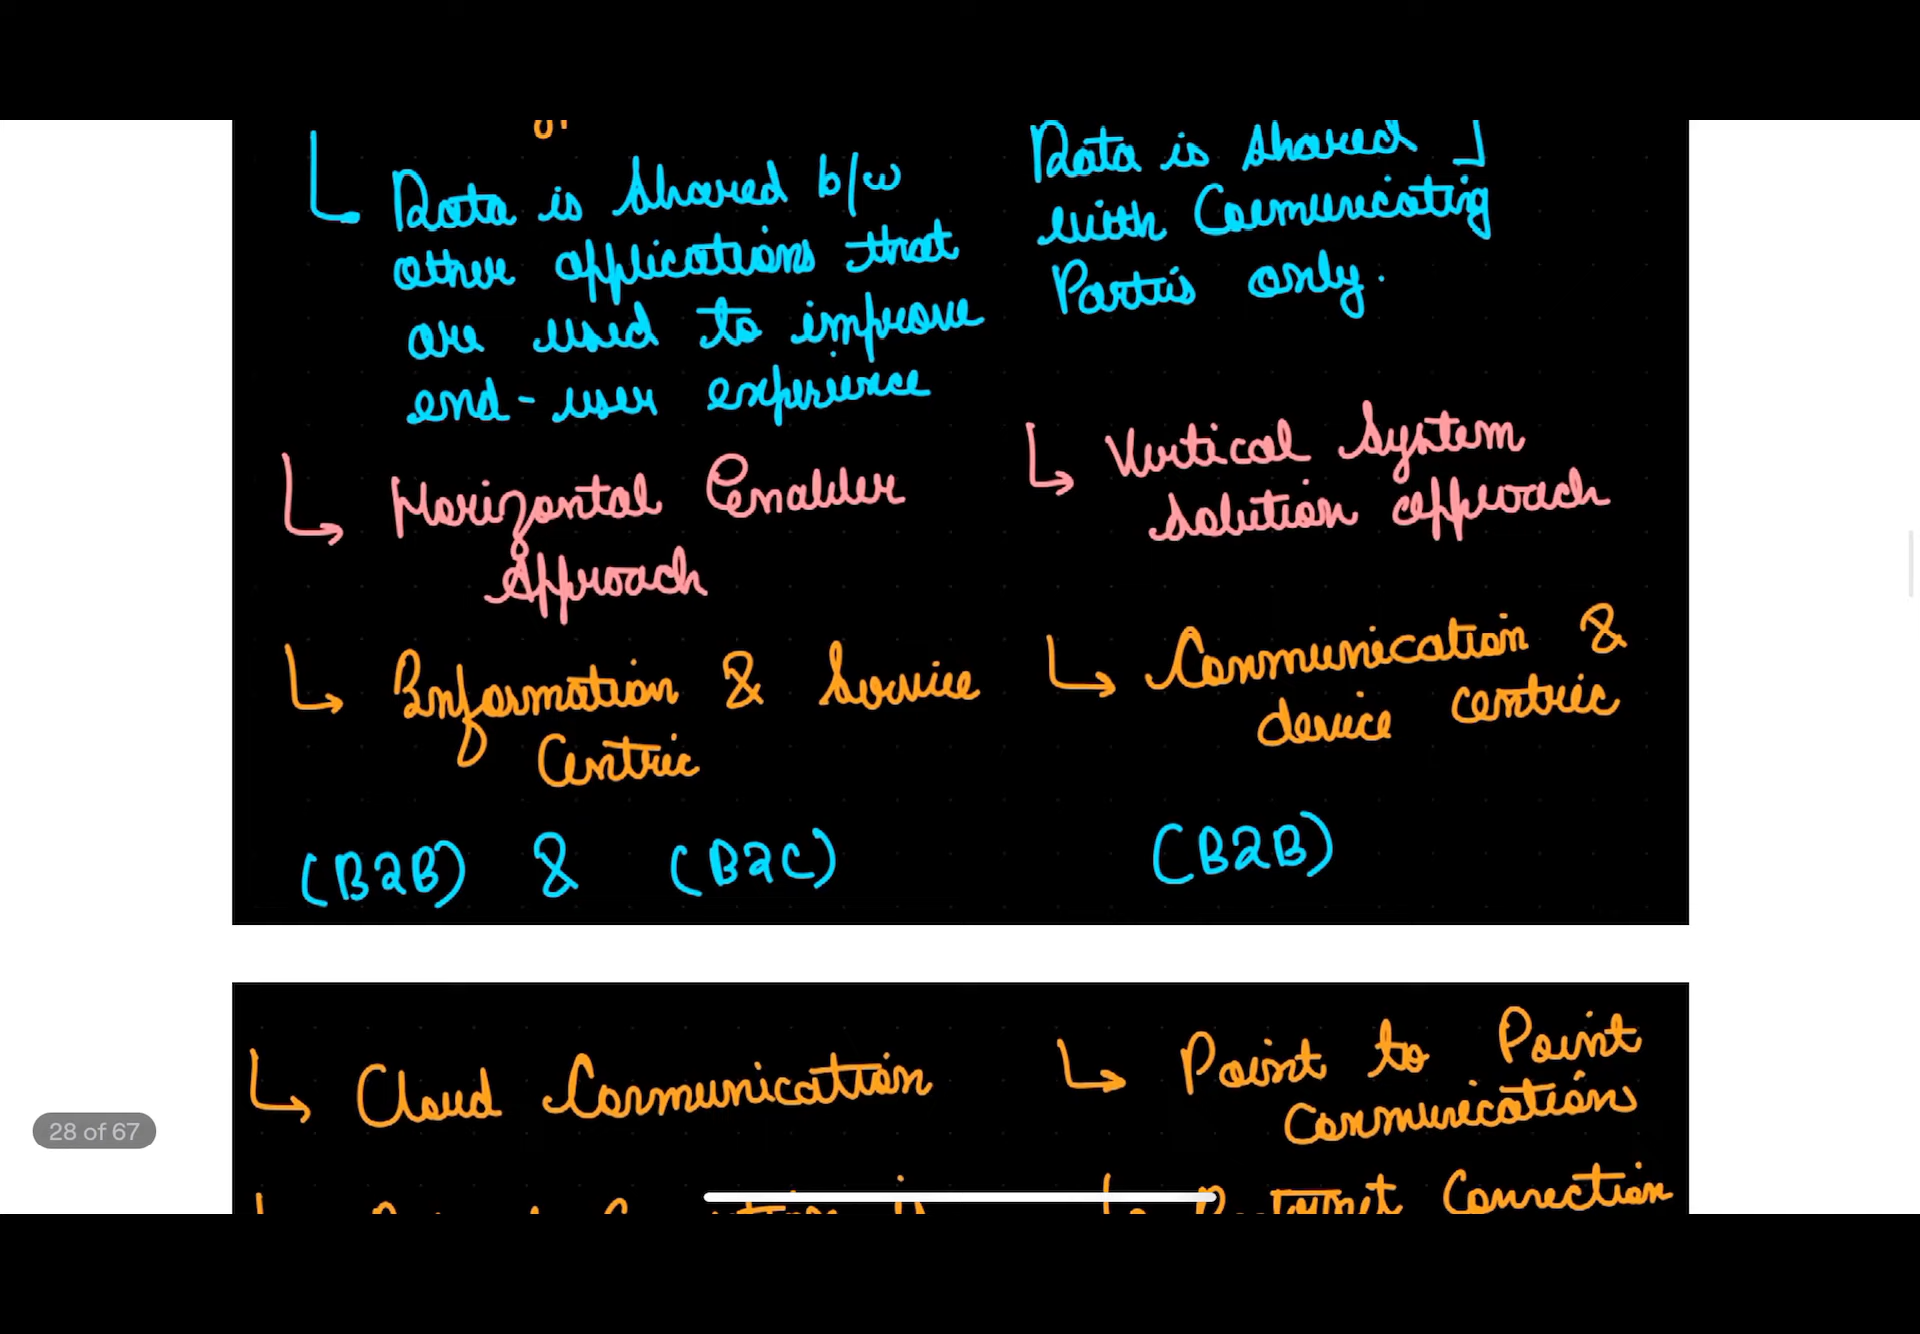 Data is shared b/w
other applications that
are used to improve
end-user experience
Horizontal Enabler
Approach
Information & Service
Centric
(B2B) & (B2C)
Data is shared
with Communicating
Parties only.
Vertical System
solution approach
Communication &
device centric
(B2B)
Cloud Communication
Point to Point
Communication
Connection
28 of 67